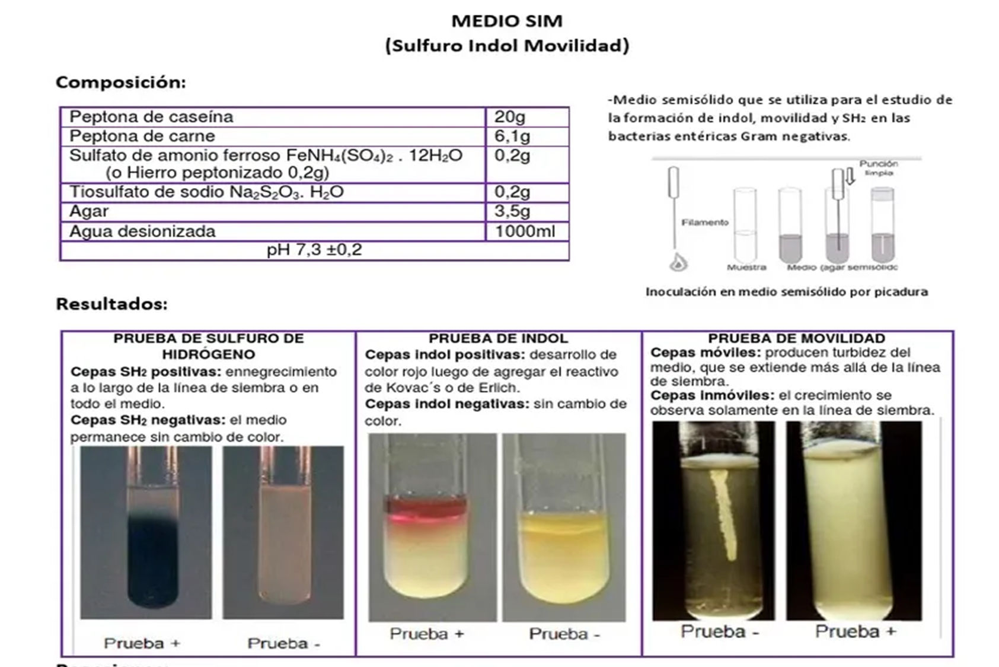 MEDIO SIM
(Sulfuro Indol Movilidad)
Composición:
Peptona de caseína 20g
Peptona de carne 6,1g
Sulfato de amonio ferroso FeNH₄(SO₄)₂ . 12H₂O 0,2g
(o Hierro peptonizado 0,2g)
Tiosulfato de sodio Na₂S₂O₃. H₂O 0,2g
Agar 3,5g
Agua desionizada 1000ml
pH 7,3 ±0,2
-Medio semisólido que se utiliza para el estudio de
la formación de indol, movilidad y SH₂ en las
bacterias entéricas Gram negativas.
Punción
limpia
Filamento
Muestra
Medio (agar semisólido
Inoculación en medio semisólido por picadura
Resultados:
PRUEBA DE SULFURO DE
HIDRÓGENO
Cepas SH₂ positivas: ennegrecimiento
a lo largo de la línea de siembra o en
todo el medio.
Cepas SH₂ negativas: el medio
permanece sin cambio de color.
Prueba +
Prueba -
PRUEBA DE INDOL
Cepas indol positivas: desarrollo de
color rojo luego de agregar el reactivo
de Kovac´s o de Erlich.
Cepas indol negativas: sin cambio de
color.
Prueba +
Prueba -
PRUEBA DE MOVILIDAD
Cepas móviles: producen turbidez del
medio, que se extiende más allá de la línea
de siembra.
Cepas inmóviles: el crecimiento se
observa solamente en la línea de siembra.
Prueba -
Prueba +